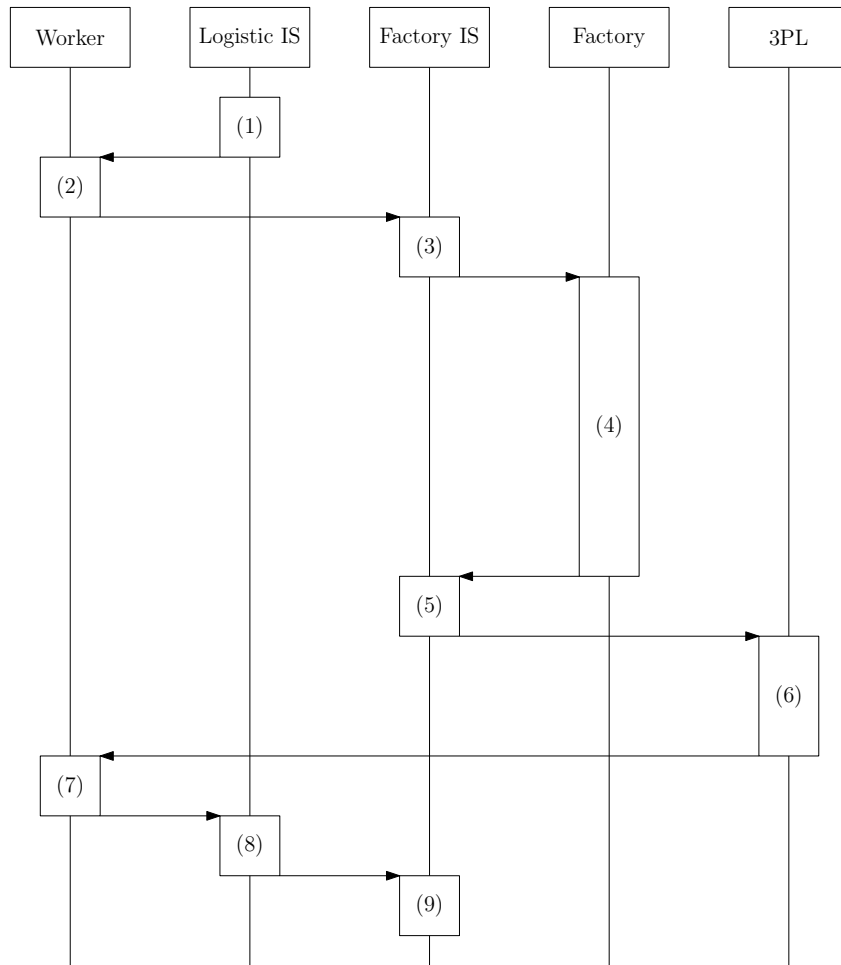 Worker
Logistic IS
Factory IS
Factory
3PL
(1)
(2)
(3)
(4)
(5)
(6)
(7)
(8)
(9)